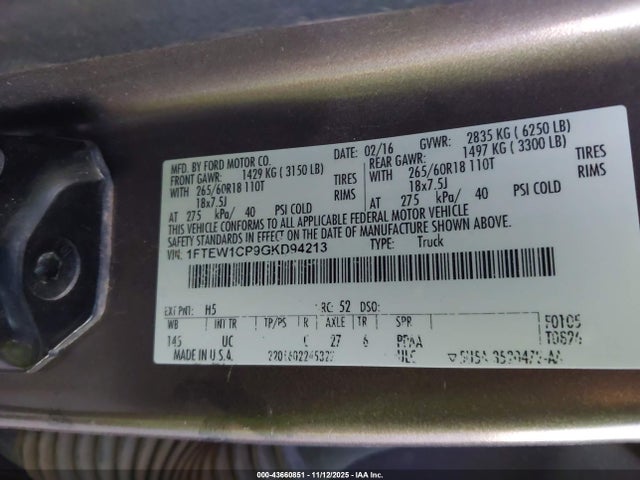 MFD. BY FORD MOTOR CO.
DATE: 02/16 GVWR: 2835 KG ( 6250 LB)
FRONT GAWR: 1429 KG ( 3150 LB) REAR GAWR: 1497 KG ( 3300 LB)
WITH 265/60R18 110T TIRES WITH 265/60R18 110T TIRES
18x7.5J RIMS 18x7.5J RIMS
AT 275 kPa/ 40 PSI COLD AT 275 kPa/ 40 PSI COLD
THIS VEHICLE CONFORMS TO ALL APPLICABLE FEDERAL MOTOR VEHICLE
SAFETY STANDARDS IN EFFECT ON THE DATE OF MANUFACTURE SHOWN ABOVE.
VIN: 1FTEW1CP9GKD94213 TYPE: Truck
EXT PNT: H5 RC: 52 DSO:
WB INT TR TP/PS R AXLE TR SPR F0105
145 UC 27 6 T0824
MADE IN U.S.A.
000-43660851 - 11/12/2025 - IAA Inc.